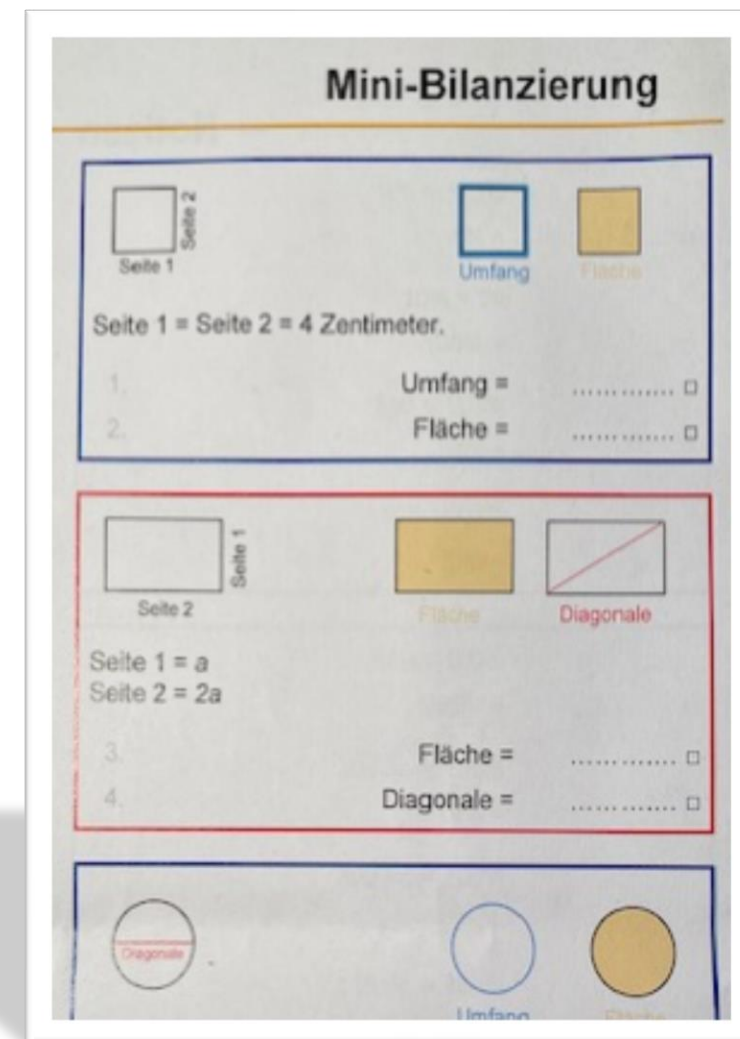 Mini-Bilanzierung
Seite 2
Seite 1
Umfang
Fläche
Seite 1 = Seite 2 = 4 Zentimeter.
1. Umfang = ............. □
2. Fläche = ............. □
Seite 1
Seite 2
Fläche
Diagonale
Seite 1 = a
Seite 2 = 2a
3. Fläche = ............. □
4. Diagonale = ............. □
Diagonale
Umfang
Fläche